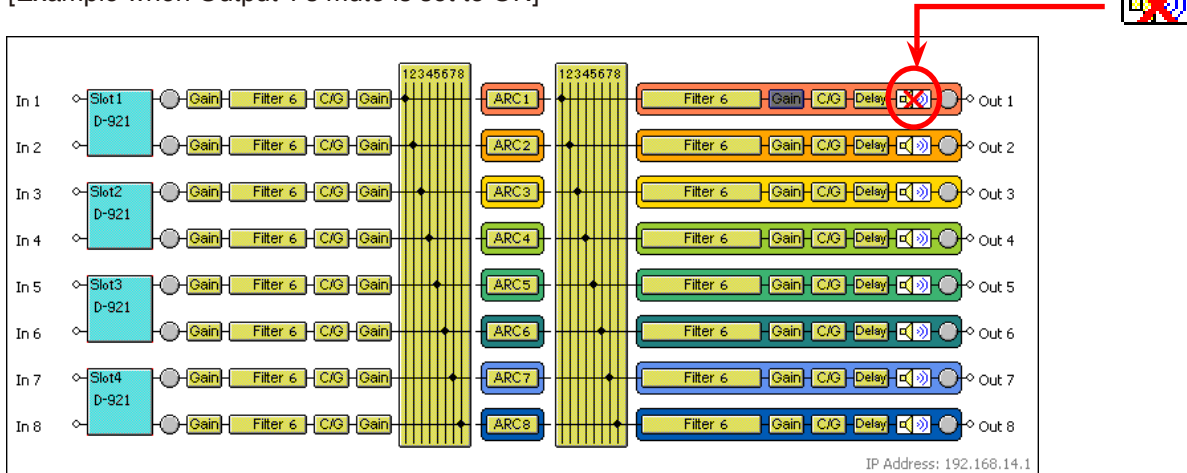 [Example when Output 1's mute is set to ON]
12345678 12345678
In 1 Slot1 Gain Filter 6 C/G Gain ARC1 Filter 6 Gain C/G Delay Out 1
D-921
In 2 Gain Filter 6 C/G Gain ARC2 Filter 6 Gain C/G Delay Out 2
In 3 Slot2 Gain Filter 6 C/G Gain ARC3 Filter 6 Gain C/G Delay Out 3
D-921
In 4 Gain Filter 6 C/G Gain ARC4 Filter 6 Gain C/G Delay Out 4
In 5 Slot3 Gain Filter 6 C/G Gain ARC5 Filter 6 Gain C/G Delay Out 5
D-921
In 6 Gain Filter 6 C/G Gain ARC6 Filter 6 Gain C/G Delay Out 6
In 7 Slot4 Gain Filter 6 C/G Gain ARC7 Filter 6 Gain C/G Delay Out 7
D-921
In 8 Gain Filter 6 C/G Gain ARC8 Filter 6 Gain C/G Delay Out 8
IP Address: 192.168.14.1